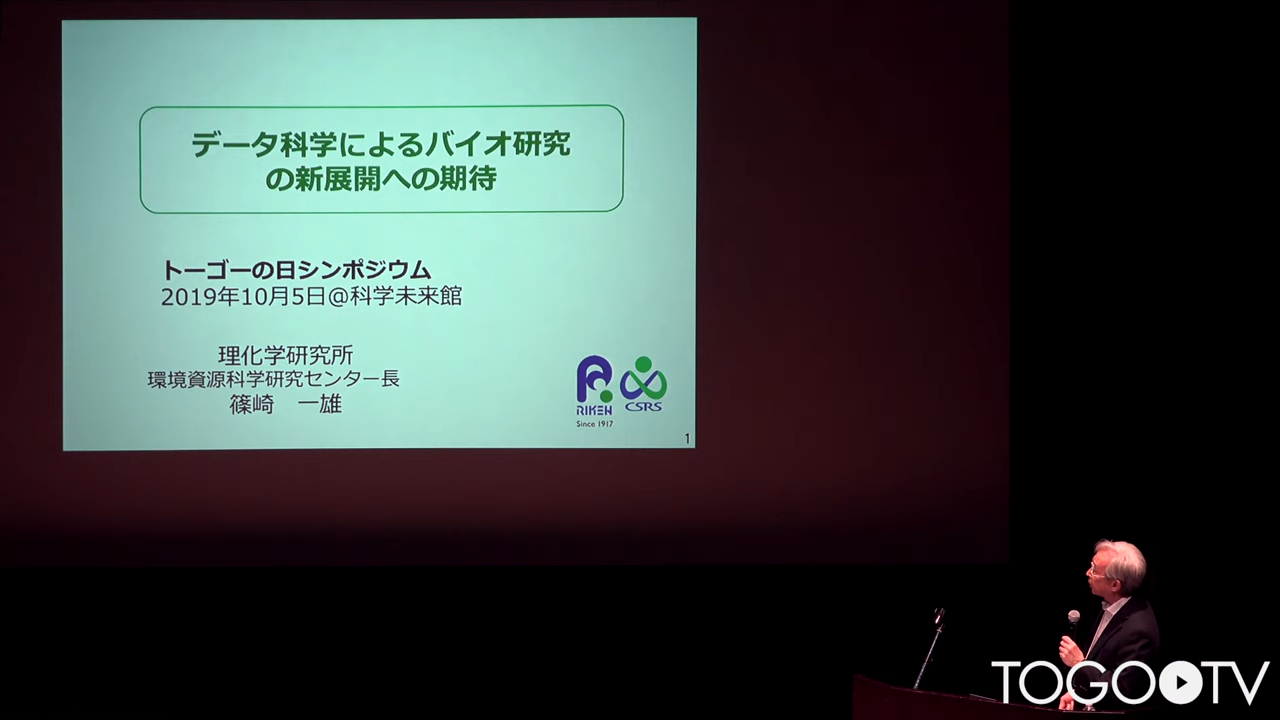 データ科学によるバイオ研究
の新展開への期待
トーゴーの日シンポジウム
2019年10月5日@科学未来館
理化学研究所
環境資源科学研究センター長
篠崎　一雄
RIKEN
Since 1917
CSRS
1
TOGOTV